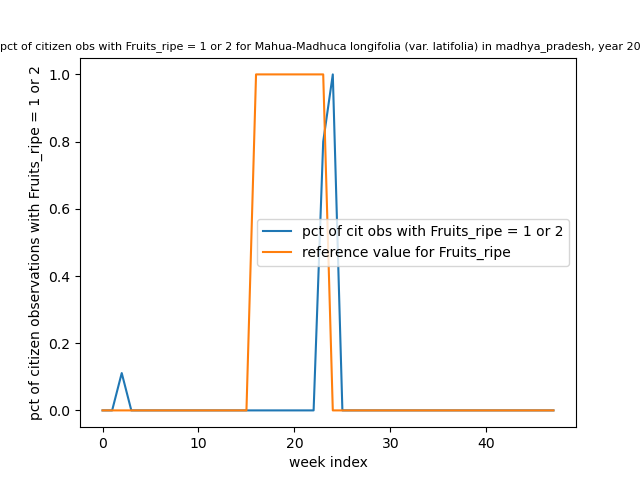 pct of citizen obs with Fruits_ripe = 1 or 2 for Mahua-Madhuca longifolia (var. latifolia) in madhya_pradesh, year 20
pct of citizen observations with Fruits_ripe = 1 or 2
1.0
0.8
0.6
0.4
0.2
0.0
pct of cit obs with Fruits_ripe = 1 or 2
reference value for Fruits_ripe
0 10 20 30 40
week index